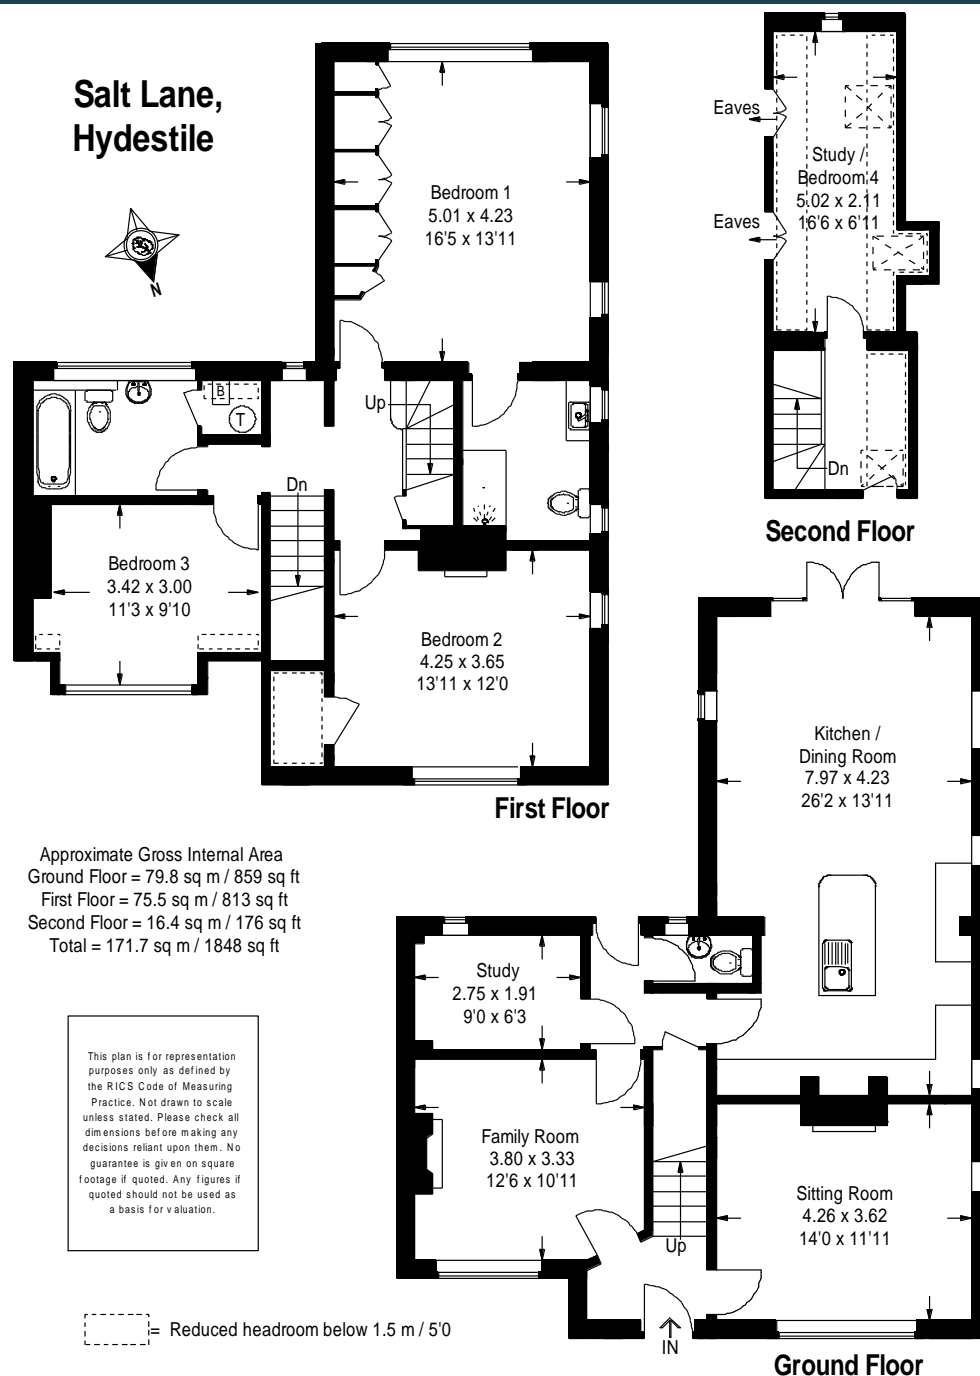 Salt Lane,
Hydestile
N
Bedroom 1
5.01 x 4.23
16'5 x 13'11
Up
B
T
Dn
Bedroom 3
3.42 x 3.00
11'3 x 9'10
Bedroom 2
4.25 x 3.65
13'11 x 12'0
First Floor
Eaves
Eaves
Study /
Bedroom 4
5.02 x 2.11
16'6 x 6'11
Dn
Second Floor
Kitchen /
Dining Room
7.97 x 4.23
26'2 x 13'11
Study
2.75 x 1.91
9'0 x 6'3
Family Room
3.80 x 3.33
12'6 x 10'11
Up
Sitting Room
4.26 x 3.62
14'0 x 11'11
IN
Ground Floor
Approximate Gross Internal Area
Ground Floor = 79.8 sq m / 859 sq ft
First Floor = 75.5 sq m / 813 sq ft
Second Floor = 16.4 sq m / 176 sq ft
Total = 171.7 sq m / 1848 sq ft
This plan is for representation
purposes only as defined by
the RICS Code of Measuring
Practice. Not drawn to scale
unless stated. Please check all
dimensions before making any
decisions reliant upon them. No
guarantee is given on square
footage if quoted. Any figures if
quoted should not be used as
a basis for valuation.
= Reduced headroom below 1.5 m / 5'0